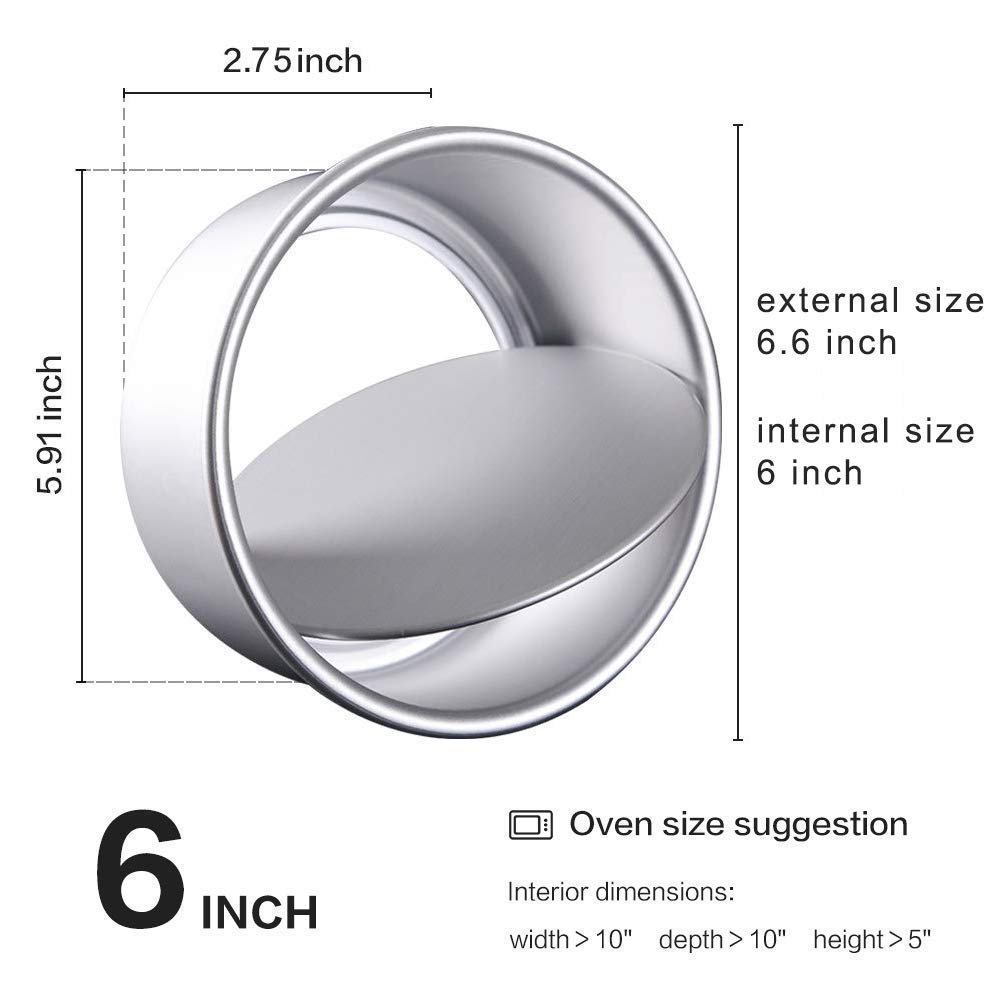 2.75inch
5.91 inch
external size
6.6 inch
internal size
6 inch
6 INCH
Oven size suggestion
Interior dimensions:
width>10" depth>10" height>5"